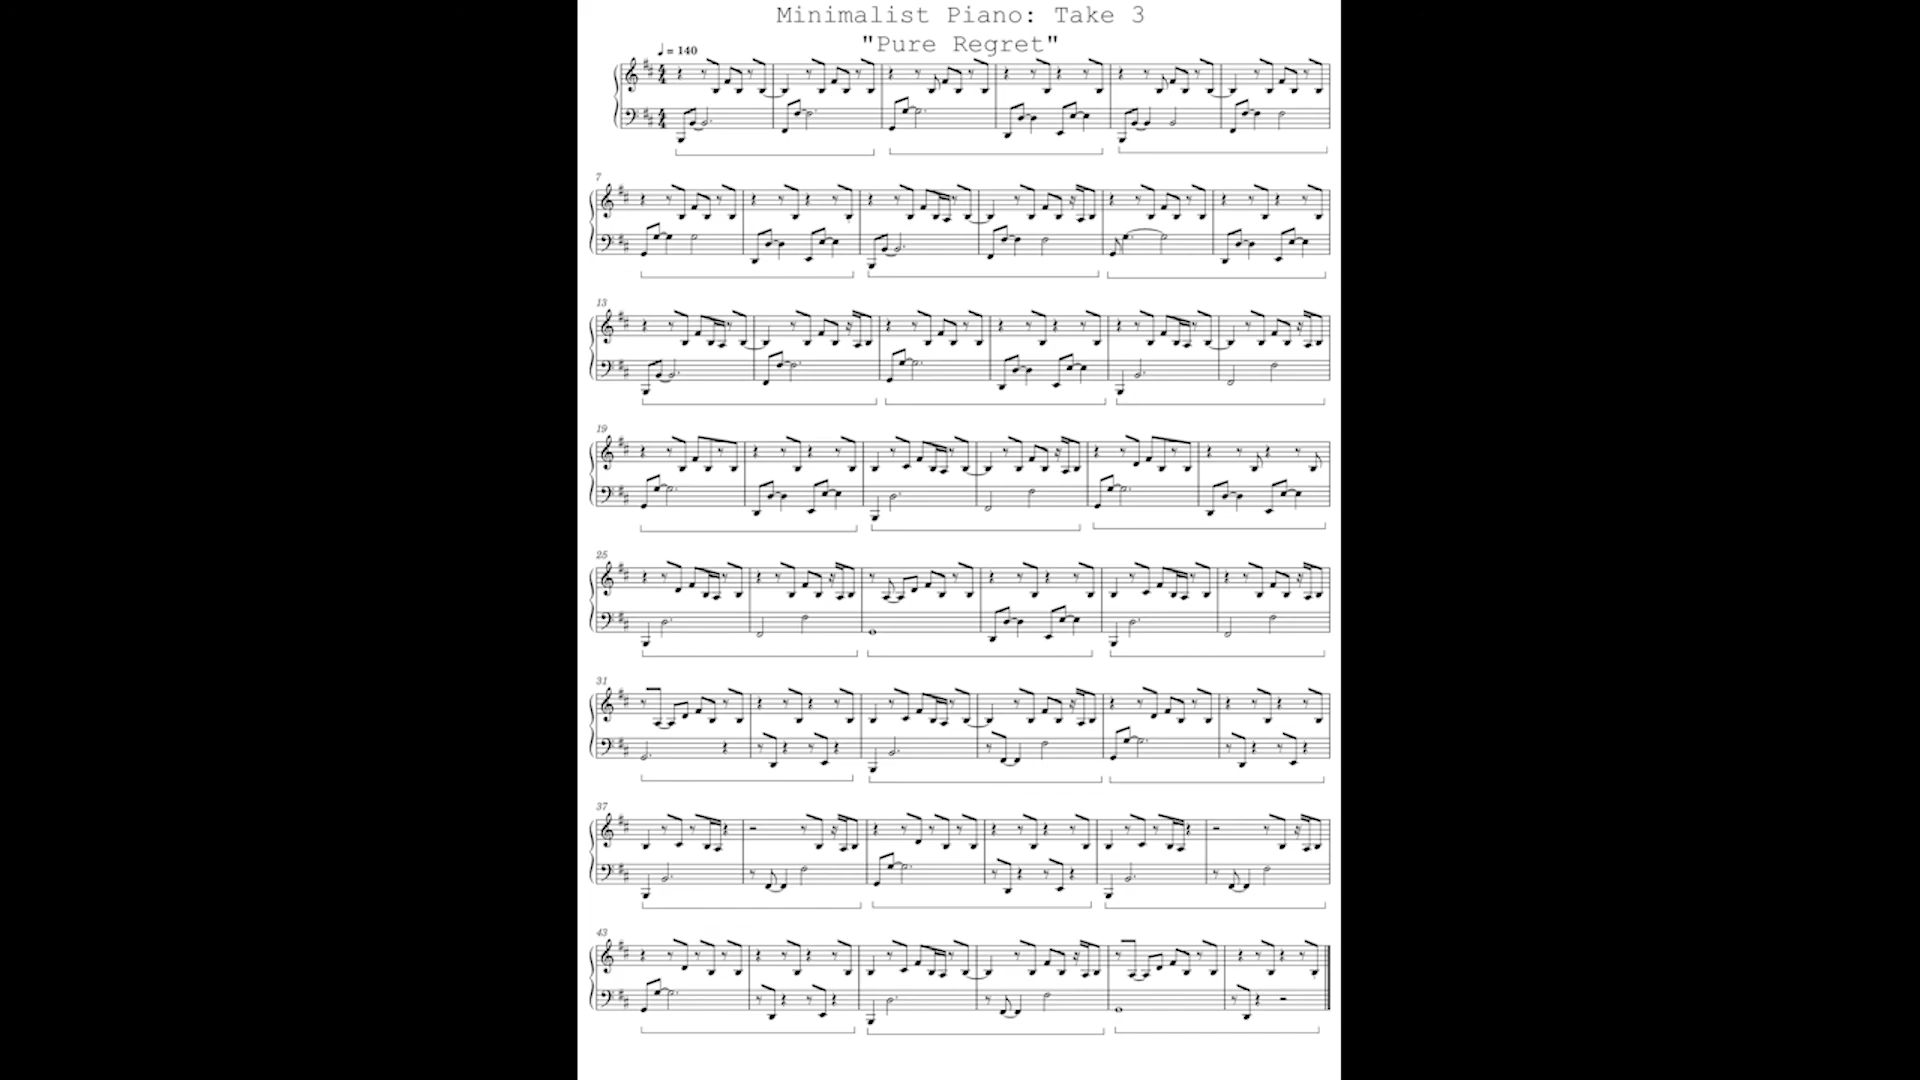 Minimalist Piano: Take 3
"Pure Regret"
♩ = 140
7
13
19
25
31
37
43